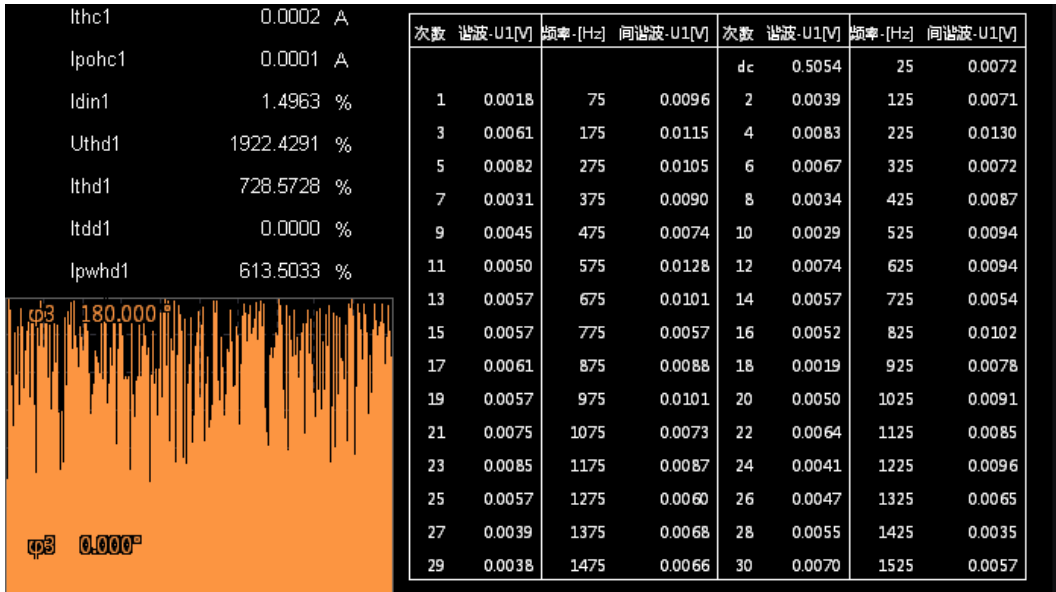 Ithc1 0.0002 A
Ipohc1 0.0001 A
Idin1 1.4963 %
Uthd1 1922.4291 %
Ithd1 728.5728 %
Itdd1 0.0000 %
Ipwhd1 613.5033 %
φ3 180.000 °
φ3 0.000°
次数 谐波-U1[V] 频率-[Hz] 间谐波-U1[V] 次数 谐波-U1[V] 频率-[Hz] 间谐波-U1[V]
dc 0.5054 25 0.0072
1 0.0018 75 0.0096 2 0.0039 125 0.0071
3 0.0061 175 0.0115 4 0.0083 225 0.0130
5 0.0082 275 0.0105 6 0.0067 325 0.0072
7 0.0031 375 0.0090 8 0.0034 425 0.0087
9 0.0045 475 0.0074 10 0.0029 525 0.0094
11 0.0050 575 0.0128 12 0.0074 625 0.0094
13 0.0057 675 0.0101 14 0.0057 725 0.0054
15 0.0057 775 0.0057 16 0.0052 825 0.0102
17 0.0061 875 0.0088 18 0.0019 925 0.0078
19 0.0057 975 0.0101 20 0.0050 1025 0.0091
21 0.0075 1075 0.0073 22 0.0064 1125 0.0085
23 0.0085 1175 0.0087 24 0.0041 1225 0.0096
25 0.0057 1275 0.0060 26 0.0047 1325 0.0065
27 0.0039 1375 0.0068 28 0.0055 1425 0.0035
29 0.0038 1475 0.0066 30 0.0070 1525 0.0057